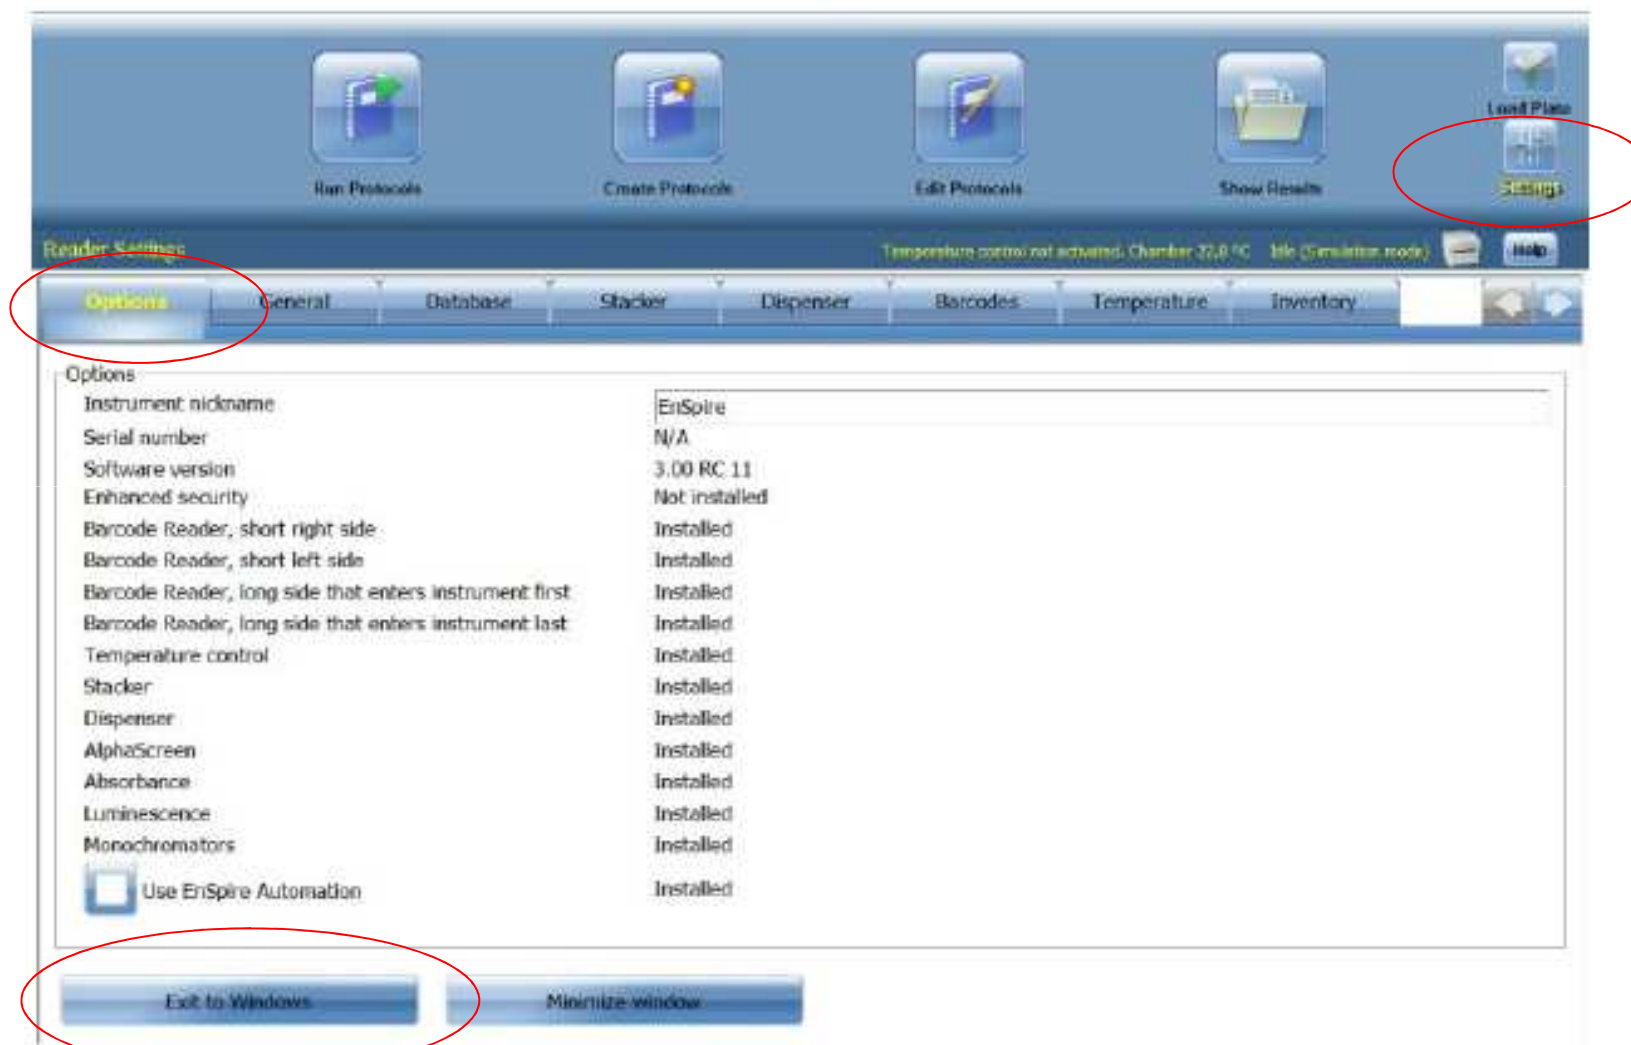 Load Plate
Run Protocols Create Protocols Edit Protocols Show Results Settings
Reader Settings Temperature control not activated. Chamber 22,0 °C Idle (Simulation mode) Help
Options General Database Stacker Dispenser Barcodes Temperature Inventory
Options
Instrument nickname EnSpire
Serial number N/A
Software version 3.00 RC 11
Enhanced security Not installed
Barcode Reader, short right side Installed
Barcode Reader, short left side Installed
Barcode Reader, long side that enters instrument first Installed
Barcode Reader, long side that enters instrument last Installed
Temperature control Installed
Stacker Installed
Dispenser Installed
AlphaScreen Installed
Absorbance Installed
Luminescence Installed
Monochromators Installed
Use EnSpire Automation Installed
Exit to Windows Minimize window